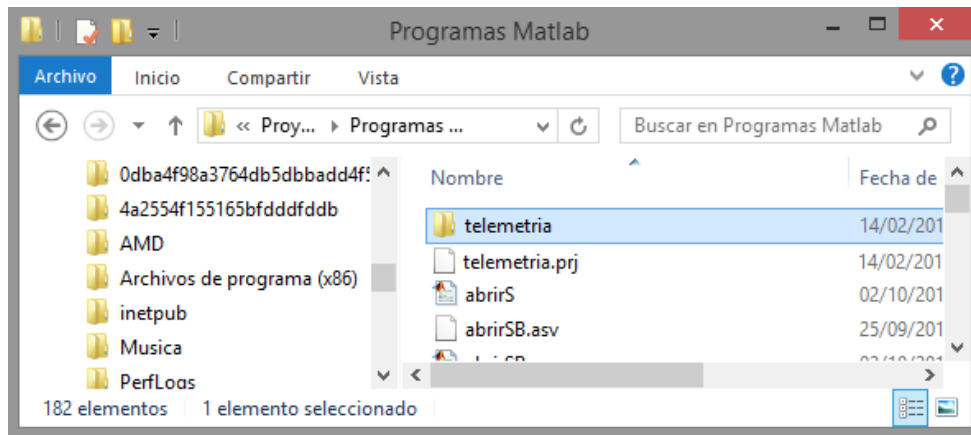 Programas Matlab
Archivo Inicio Compartir Vista
« Proy... Programas ... Buscar en Programas Matlab
Nombre Fecha de
0dba4f98a3764db5dbbadd4f5
4a2554f155165bfdddfddb
AMD
Archivos de programa (x86)
inetpub
Musica
PerfLogs
telemetria 14/02/201
telemetria.prj 14/02/201
abrirS 02/10/201
abrirSB.asv 25/09/201
182 elementos 1 elemento seleccionado